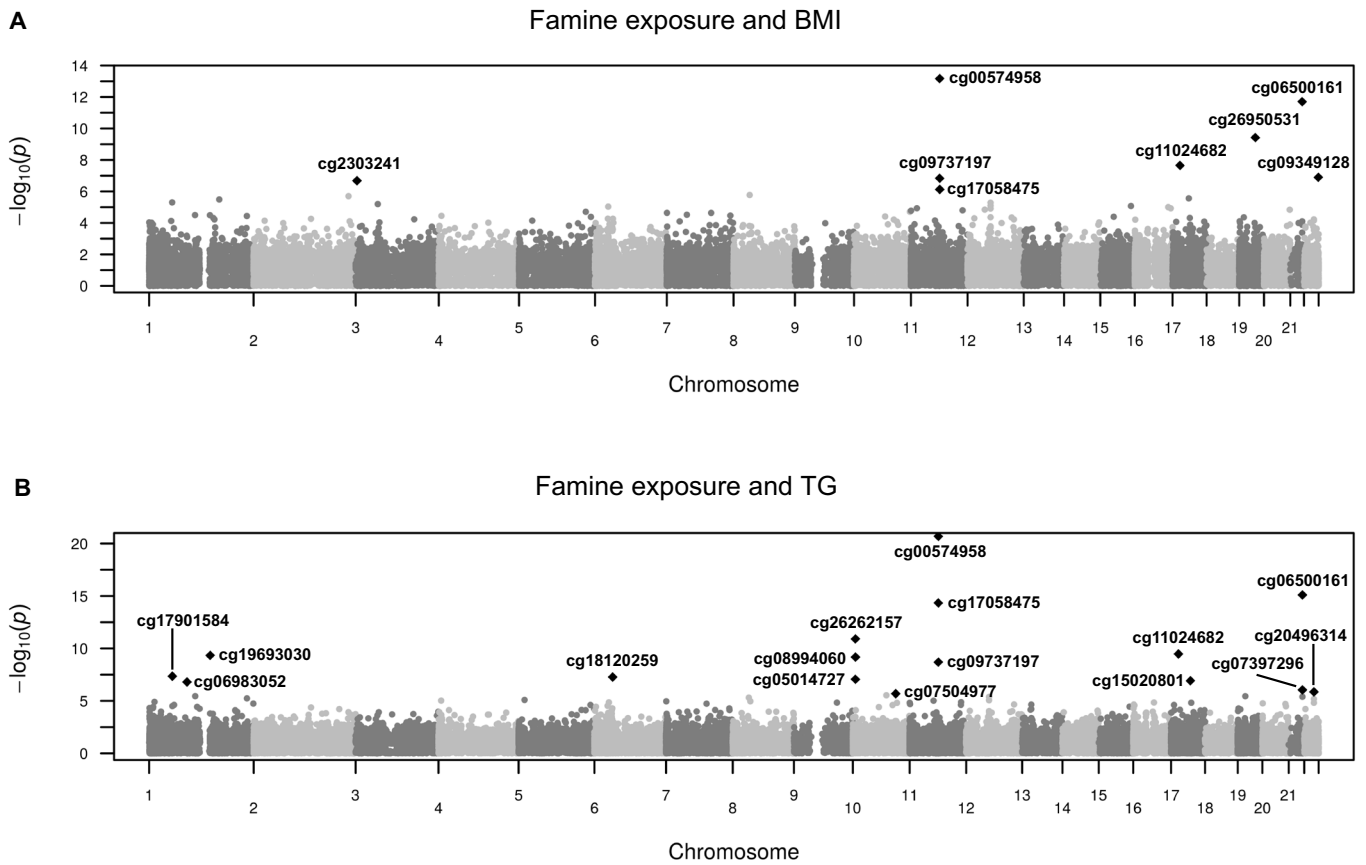 A
Famine exposure and BMI
−log10(p)
14
12
10
8
6
4
2
0
cg00574958
cg06500161
cg26950531
cg11024682
cg2303241
cg09737197
cg09349128
cg17058475
1
2
3
4
5
6
7
8
9
10
11
12
13
14
15
16
17
18
19
20
21
Chromosome
B
Famine exposure and TG
−log10(p)
20
15
10
5
0
cg00574958
cg06500161
cg17058475
cg17901584
cg26262157
cg20496314
cg11024682
cg19693030
cg18120259
cg08994060
cg09737197
cg07397296
cg06983052
cg05014727
cg15020801
cg07504977
1
2
3
4
5
6
7
8
9
10
11
12
13
14
15
16
17
18
19
20
21
Chromosome